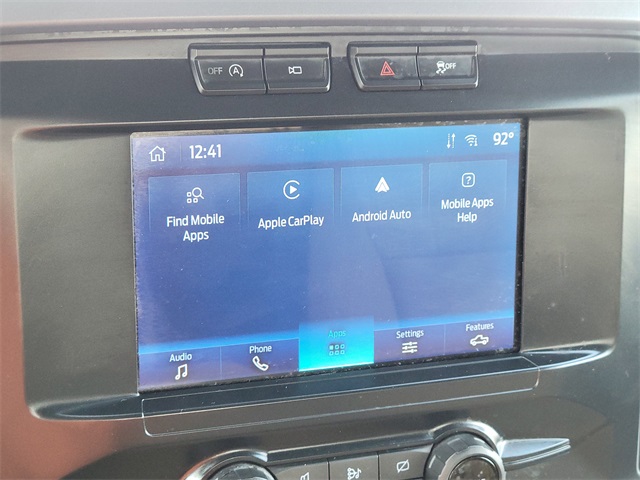 OFF A
OFF
12:41
92°
Find Mobile
Apps
Apple CarPlay
Android Auto
Mobile Apps
Help
Audio
Phone
Apps
Settings
Features